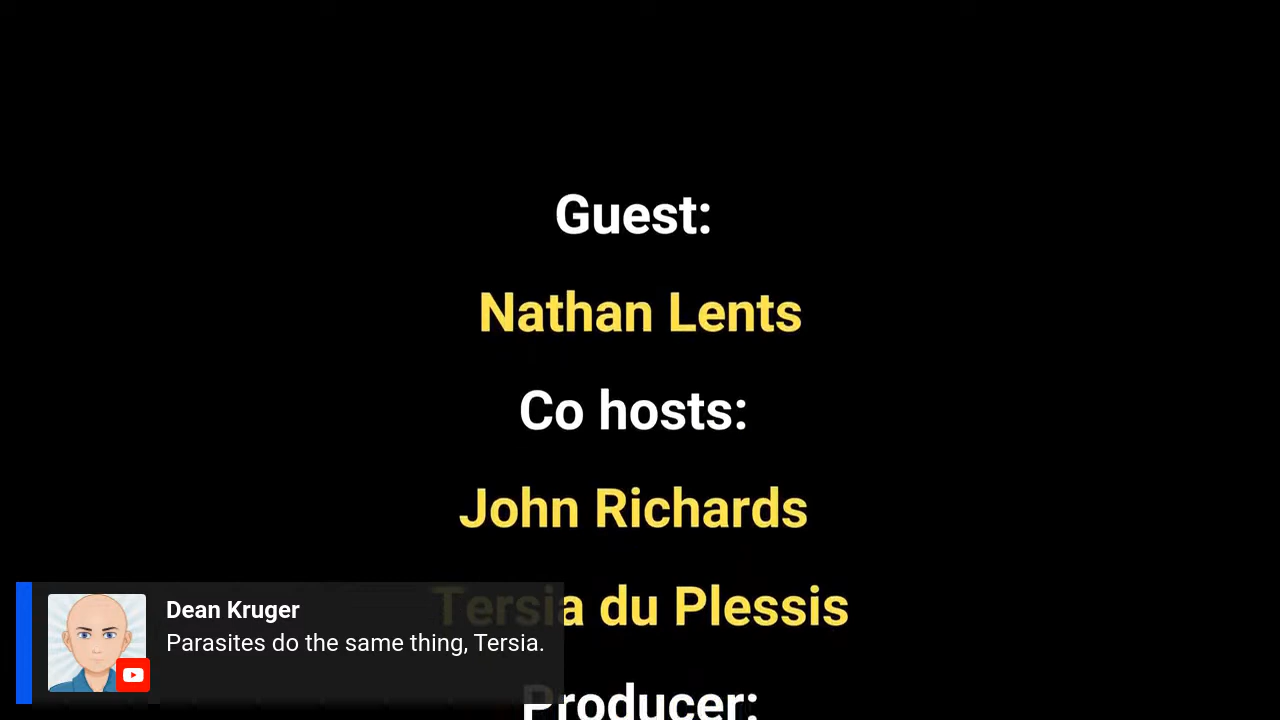 Guest:
Nathan Lents
Co hosts:
John Richards
Tersia du Plessis
Producer:
Dean Kruger
Parasites do the same thing, Tersia.